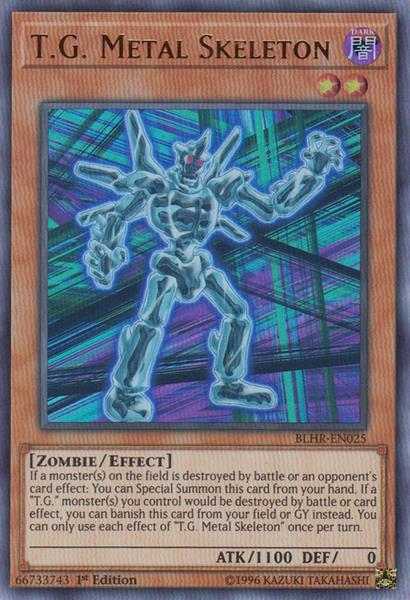 T.G. Metal Skeleton
DARK
闇
BLHR-EN025
[Zombie/Effect]
If a monster(s) on the field is destroyed by battle or an opponent's
card effect: You can Special Summon this card from your hand. If a
"T.G." monster(s) you control would be destroyed by battle or card
effect, you can banish this card from your field or GY instead. You
can only use each effect of "T.G. Metal Skeleton" once per turn.
ATK/1100 DEF/ 0
66733743 1st Edition ©1996 KAZUKI TAKAHASHI